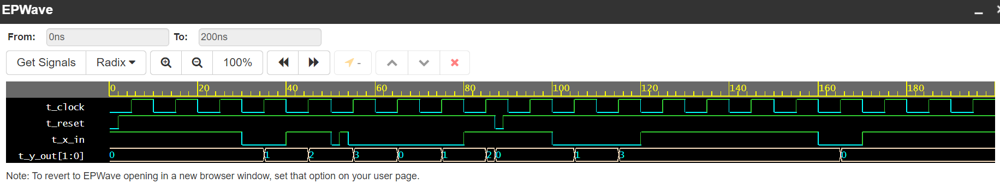 EPWave
From: 0ns To: 200ns
Get Signals Radix 100% -
0 20 40 60 80 100 120 140 160 180
t_clock
t_reset
t_x_in
t_y_out[1:0] 0 1 2 3 0 1 2 0 1 3 0
Note: To revert to EPWave opening in a new browser window, set that option on your user page.